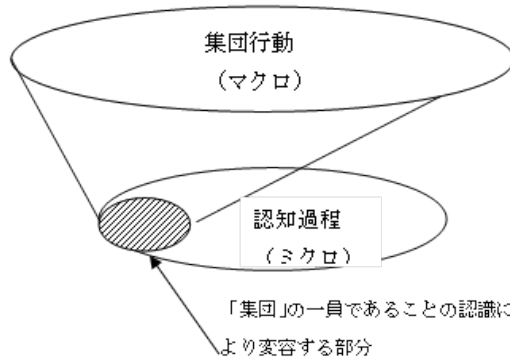 集団行動
（マクロ）
認知過程
（ミクロ）
「集団」の一員であることの認識に
より変容する部分